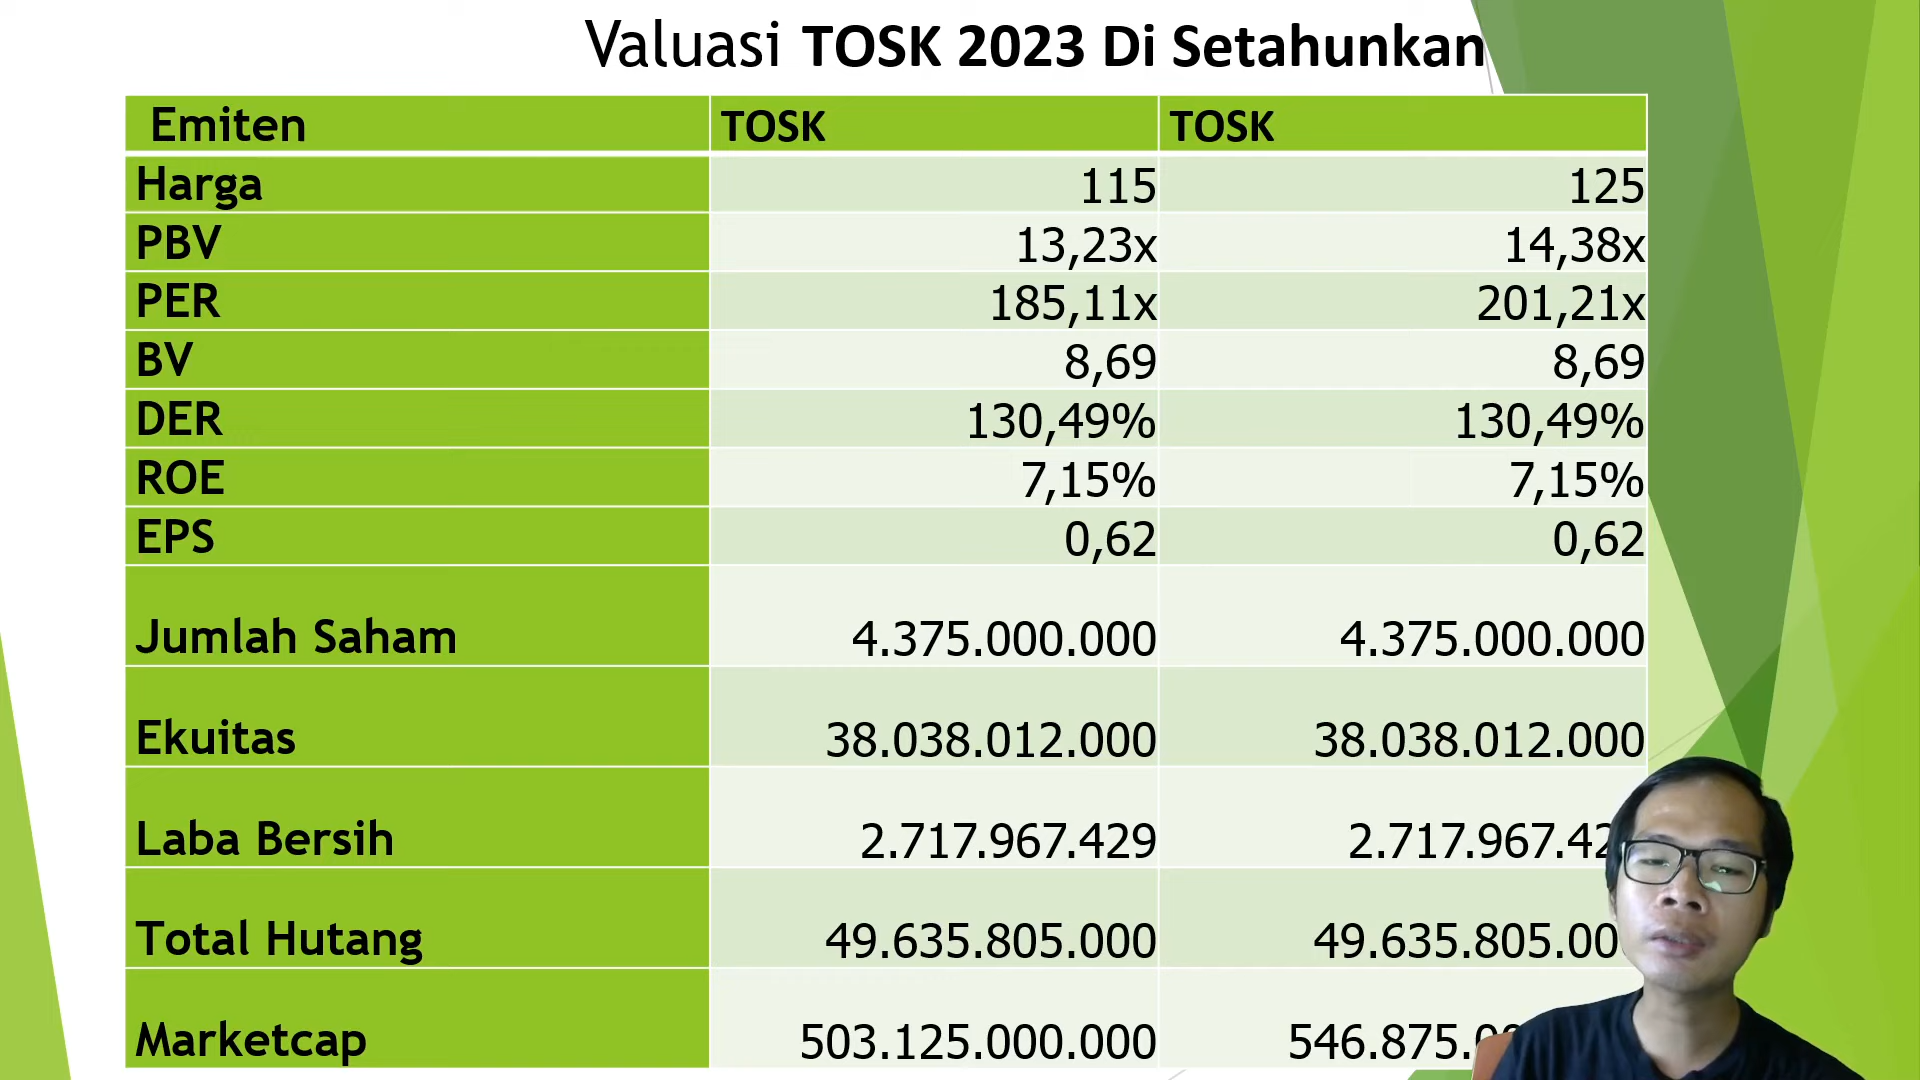 Valuasi TOSK 2023 Di Setahunkan
Emiten TOSK TOSK
Harga 115 125
PBV 13,23x 14,38x
PER 185,11x 201,21x
BV 8,69 8,69
DER 130,49% 130,49%
ROE 7,15% 7,15%
EPS 0,62 0,62
Jumlah Saham 4.375.000.000 4.375.000.000
Ekuitas 38.038.012.000 38.038.012.000
Laba Bersih 2.717.967.429
Total Hutang 49.635.805.000
Marketcap 503.125.000.000